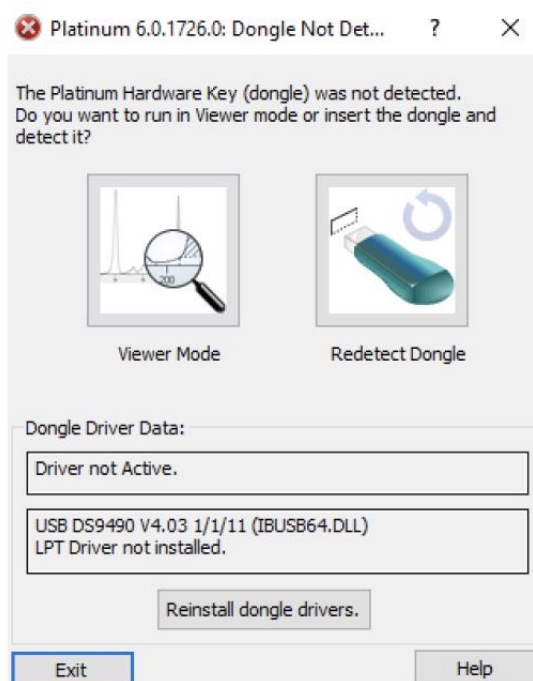 Platinum 6.0.1726.0: Dongle Not Det... ?
The Platinum Hardware Key (dongle) was not detected.
Do you want to run in Viewer mode or insert the dongle and
detect it?
200
Viewer Mode Redetect Dongle
Dongle Driver Data:
Driver not Active.
USB DS9490 V4.03 1/1/11 (IBUSB64.DLL)
LPT Driver not installed.
Reinstall dongle drivers.
Exit Help